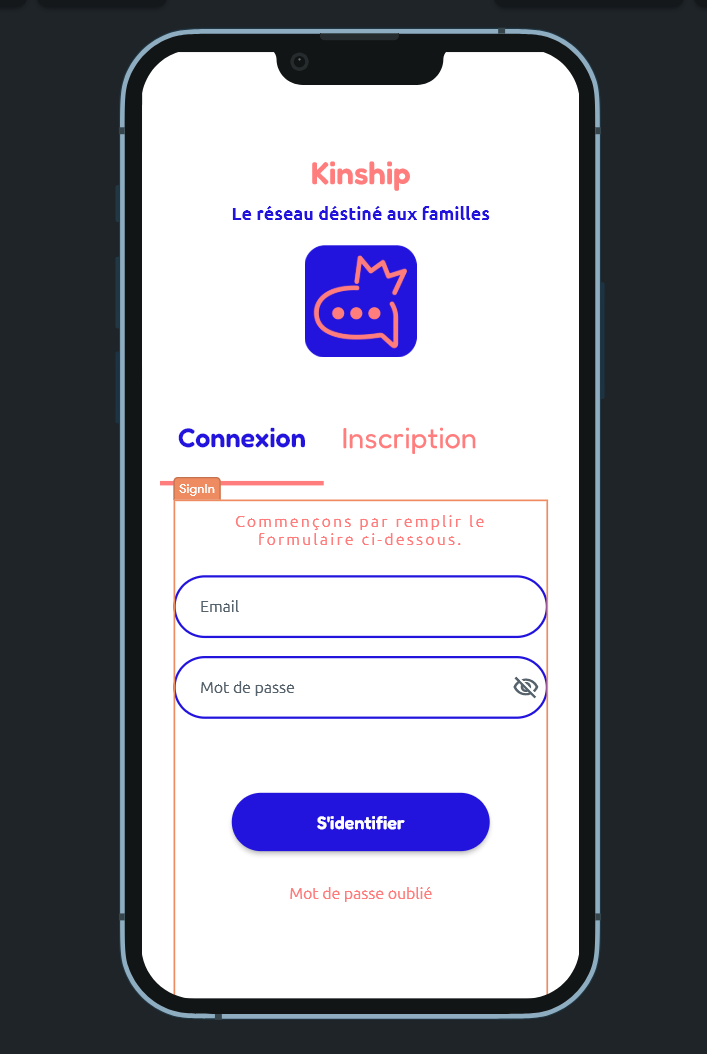 Kinship
Le réseau déstiné aux familles
Connexion
Inscription
SignIn
Commençons par remplir le
formulaire ci-dessous.
Email
Mot de passe
S'identifier
Mot de passe oublié